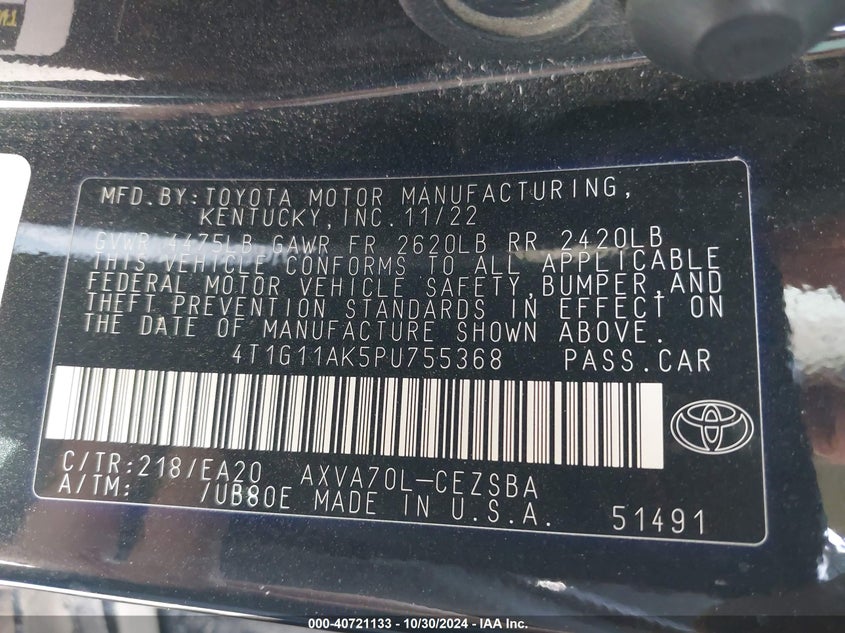 MFD.BY:TOYOTA MOTOR MANUFACTURING,
KENTUCKY,INC.11/22
GVWR 4475LB GAWR FR 2620LB RR 2420LB
THIS VEHICLE CONFORMS TO ALL APPLICABLE
FEDERAL MOTOR VEHICLE SAFETY,BUMPER,AND
THEFT PREVENTION STANDARDS IN EFFECT ON
THE DATE OF MANUFACTURE SHOWN ABOVE.
4T1G11AK5PU755368 PASS.CAR
C/TR:218/EA20 AXVA70L-CEZSBA
A/TM: /UB80E MADE IN U.S.A. 51491
000-40721133 - 10/30/2024 - IAA Inc.